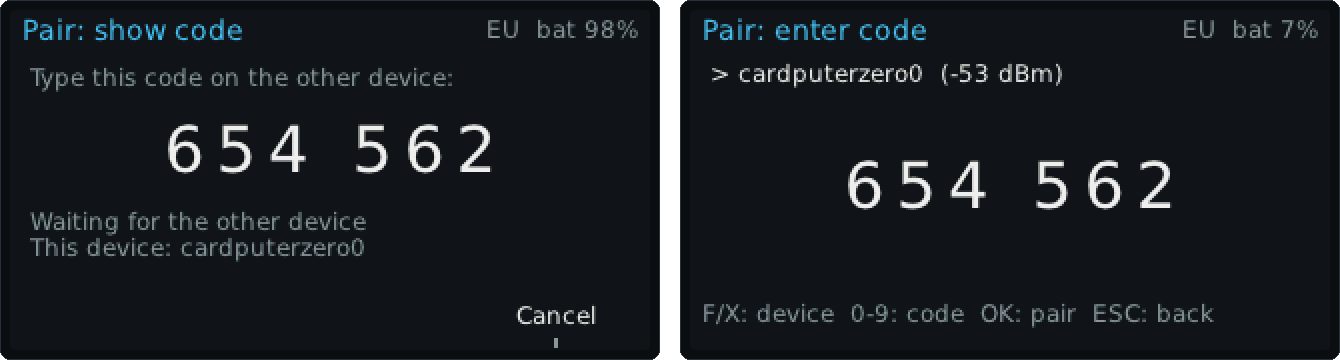 Pair: show code EU bat 98%
Type this code on the other device:
654 562
Waiting for the other device
This device: cardputerzero0
Cancel
Pair: enter code EU bat 7%
> cardputerzero0 (-53 dBm)
654 562
F/X: device 0-9: code OK: pair ESC: back